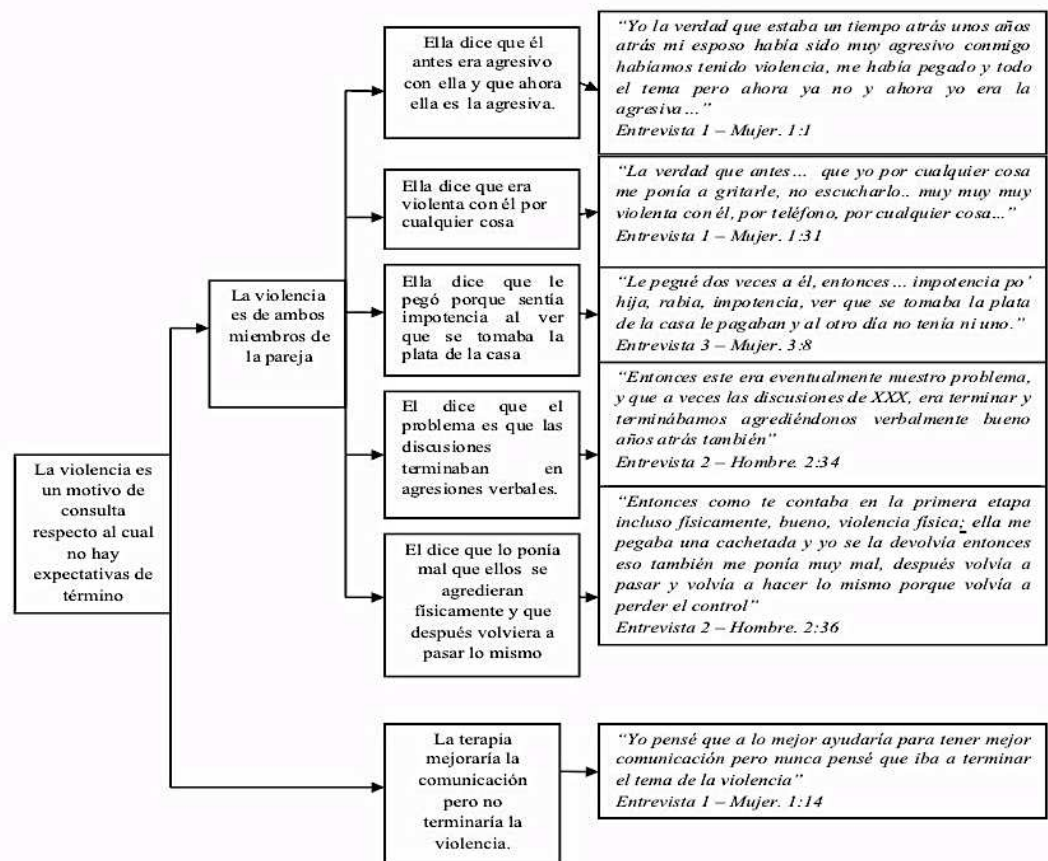 La violencia es
un motivo de
consulta
respecto al cual
no hay
expectativas de
término
La violencia
es de ambos
miembros de
la pareja
Ella dice que él
antes era agresivo
con ella y que ahora
ella es la agresiva.
“Yo la verdad que estaba un tiempo atrás unos años
atrás mi esposo había sido muy agresivo conmigo
habíamos tenido violencia, me había pegado y todo
el tema pero ahora ya no y ahora yo era la
agresiva…”
Entrevista 1 – Mujer. 1:1
Ella dice que era
violenta con él por
cualquier cosa
“La verdad que antes… que yo por cualquier cosa
me ponía a gritarle, no escucharlo.. muy muy muy
violenta con él, por teléfono, por cualquier cosa...”
Entrevista 1 – Mujer. 1:31
Ella dice que le
pegó porque sentía
impotencia al ver
que se tomaba la
plata de la casa
“Le pegué dos veces a él, entonces… impotencia po’
hija, rabia, impotencia, ver que se tomaba la plata
de la casa le pagaban y al otro día no tenía ni uno.”
Entrevista 3 – Mujer. 3:8
El dice que el
problema es que las
discusiones
terminaban en
agresiones verbales.
“Entonces este era eventualmente nuestro problema,
y que a veces las discusiones de XXX, era terminar y
terminábamos agrediéndonos verbalmente bueno
años atrás también”
Entrevista 2 – Hombre. 2:34
El dice que lo ponía
mal que ellos se
agredieran
físicamente y que
después volviera a
pasar lo mismo
“Entonces como te contaba en la primera etapa
incluso físicamente, bueno, violencia física; ella me
pegaba una cachetada y yo se la devolvía entonces
eso también me ponía muy mal, después volvía a
pasar y volvía a hacer lo mismo porque volvía a
perder el control”
Entrevista 2 – Hombre. 2:36
La terapia
mejoraría la
comunicación
pero no
terminaría la
violencia.
“Yo pensé que a lo mejor ayudaría para tener mejor
comunicación pero nunca pensé que iba a terminar
el tema de la violencia”
Entrevista 1 – Mujer. 1:14